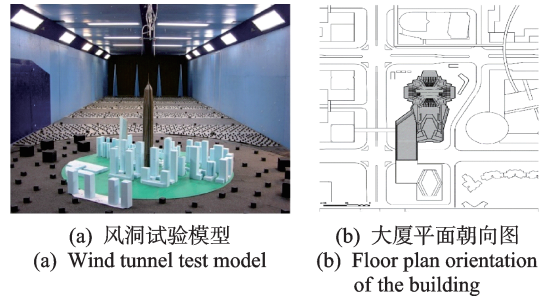 (a) 风洞试验模型
(a) Wind tunnel test model
(b) 大厦平面朝向图
(b) Floor plan orientation
of the building